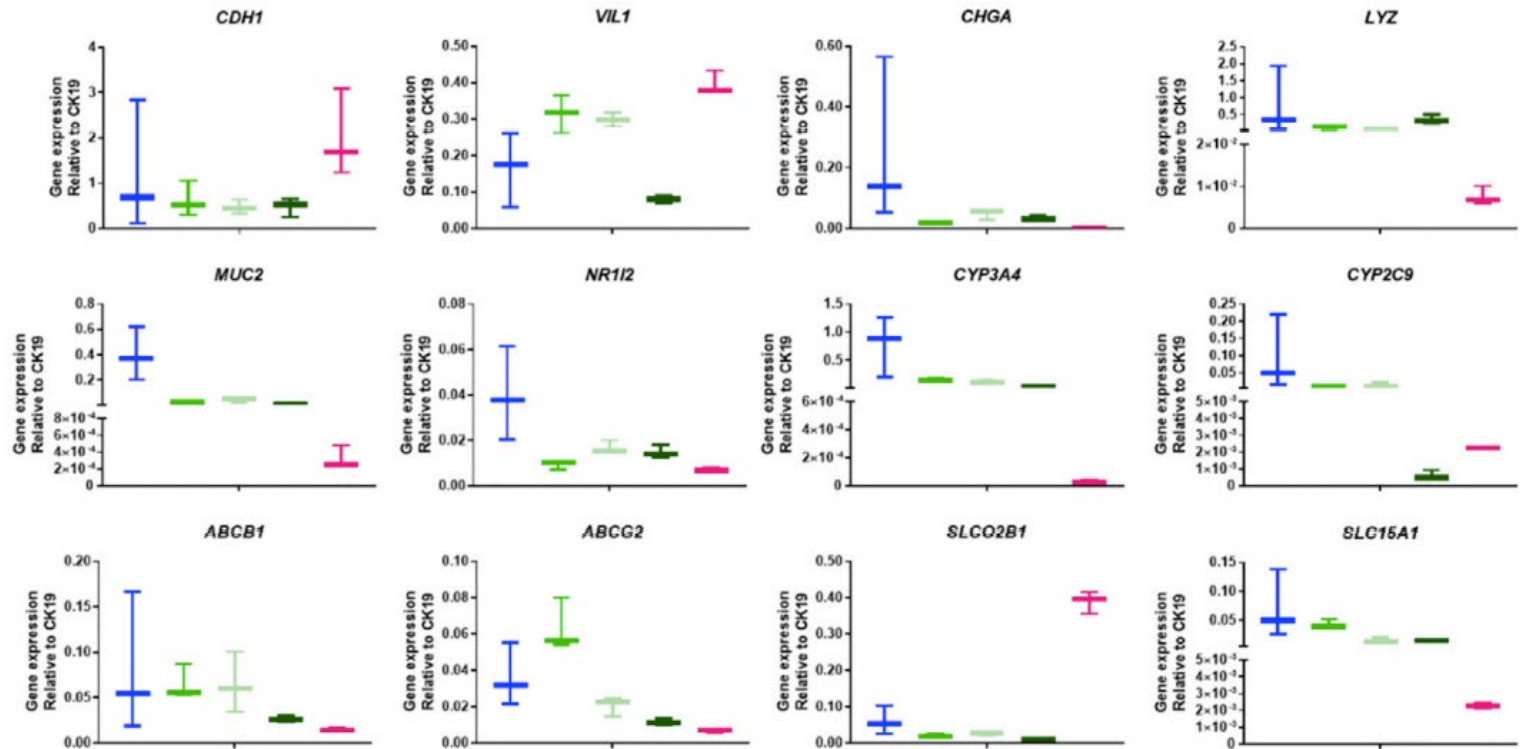 CDH1
Gene expression
Relative to CK19
4
3
2
1
0
VIL1
Gene expression
Relative to CK19
0.50
0.40
0.30
0.20
0.10
0.00
CHGA
Gene expression
Relative to CK19
0.60
0.40
0.20
0.00
LYZ
Gene expression
Relative to CK19
2.5
2.0
1.5
1.0
0.5
2×10⁻²
1×10⁻²
0
MUC2
Gene expression
Relative to CK19
0.8
0.6
0.4
0.2
8×10⁻⁴
6×10⁻⁴
4×10⁻⁴
2×10⁻⁴
0
NR1I2
Gene expression
Relative to CK19
0.08
0.06
0.04
0.02
0.00
CYP3A4
Gene expression
Relative to CK19
1.5
1.0
0.5
6×10⁻⁴
4×10⁻⁴
2×10⁻⁴
0
CYP2C9
Gene expression
Relative to CK19
0.25
0.20
0.15
0.10
0.05
5×10⁻³
4×10⁻³
3×10⁻³
2×10⁻³
1×10⁻³
0
ABCB1
Gene expression
Relative to CK19
0.20
0.15
0.10
0.05
0.00
ABCG2
Gene expression
Relative to CK19
0.10
0.08
0.06
0.04
0.02
0.00
SLCO2B1
Gene expression
Relative to CK19
0.50
0.40
0.30
0.20
0.10
0.00
SLC15A1
Gene expression
Relative to CK19
0.15
0.10
0.05
5×10⁻³
4×10⁻³
3×10⁻³
2×10⁻³
1×10⁻³
0